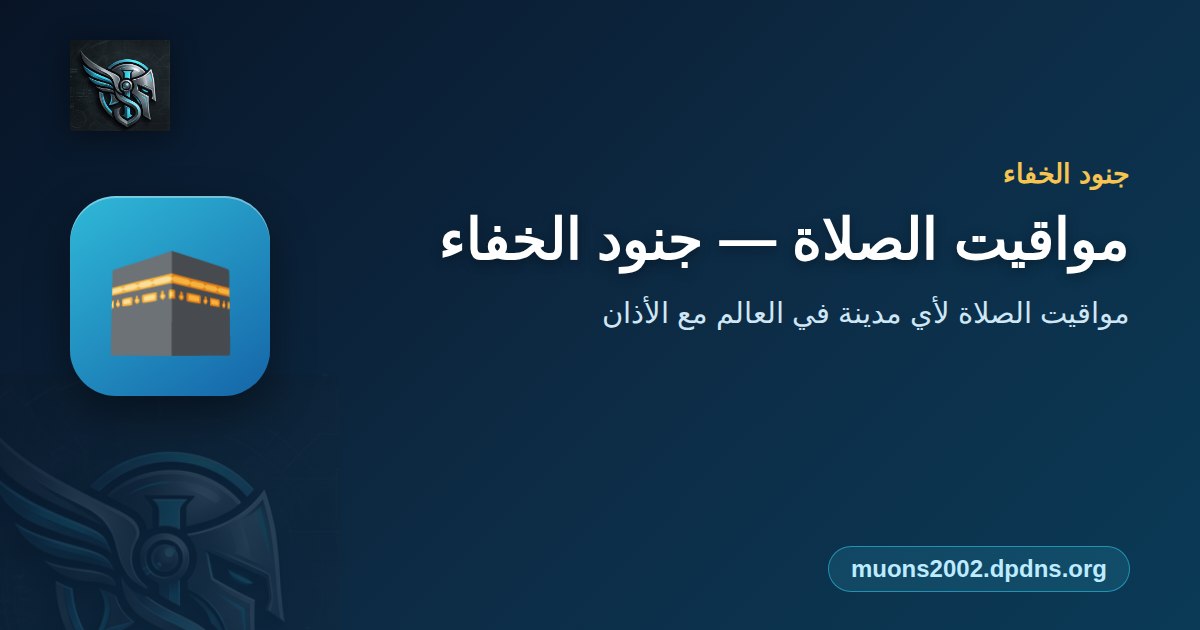 جنود الخفاء
مواقيت الصلاة — جنود الخفاء
مواقيت الصلاة لأي مدينة في العالم مع الأذان
muons2002.dpdns.org